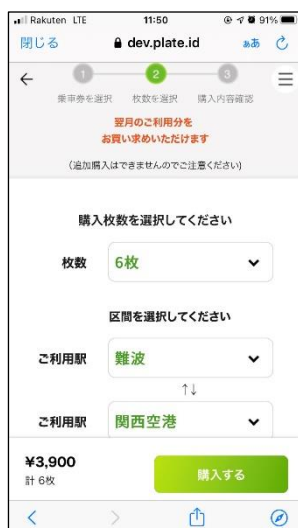 Rakuten LTE 11:50 91%
閉じる dev.plate.id ぁあ
1 2 3
乗車券を選択 枚数を選択 購入内容確認
翌月のご利用分を
お買い求めいただけます
(追加購入はできませんのでご注意ください)
購入枚数を選択してください
枚数 6枚
区間を選択してください
ご利用駅 難波
↑↓
ご利用駅 関西空港
¥3,900
計 6枚
購入する